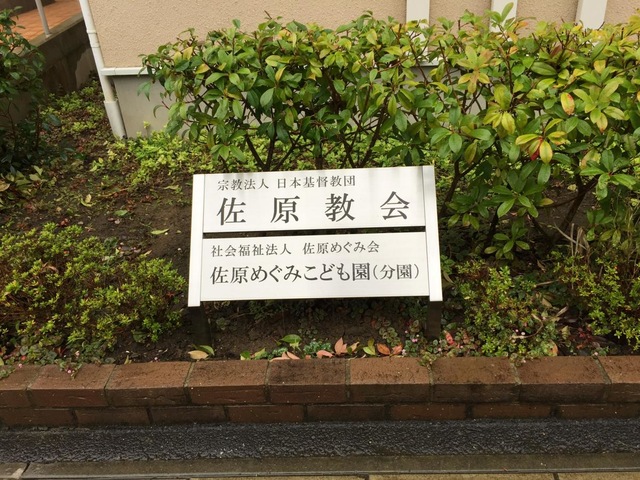 宗教法人 日本基督教団
佐原教会
社会福祉法人 佐原めぐみ会
佐原めぐみこども園(分園)